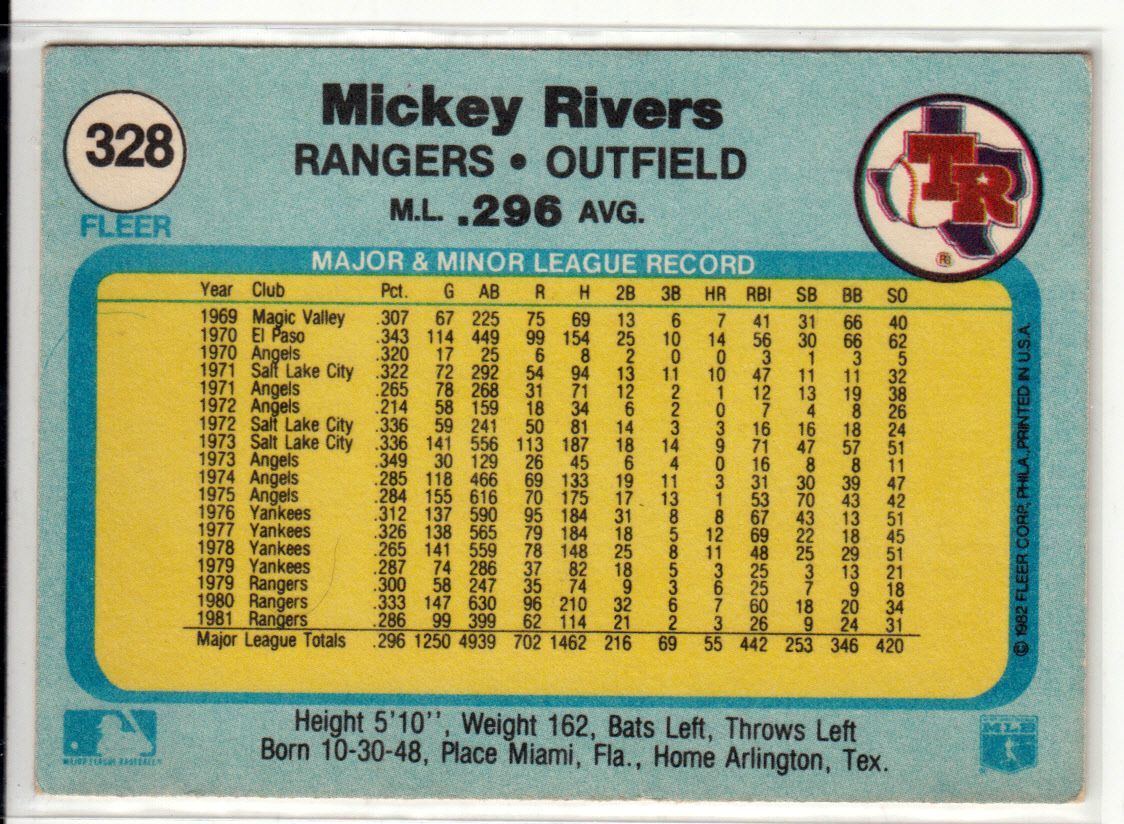 328
FLEER
Mickey Rivers
RANGERS • OUTFIELD
M.L. .296 AVG.
TR
®
MAJOR & MINOR LEAGUE RECORD
Year Club Pct. G AB R H 2B 3B HR RBI SB BB SO
1969 Magic Valley .307 67 225 75 69 13 6 7 41 31 66 40
1970 El Paso .343 114 449 99 154 25 10 14 56 30 66 62
1970 Angels .320 17 25 6 8 2 0 0 3 1 3 5
1971 Salt Lake City .322 72 292 54 94 13 11 10 47 11 11 32
1971 Angels .265 78 268 31 71 12 2 1 12 13 19 38
1972 Angels .214 58 159 18 34 6 2 0 7 4 8 26
1972 Salt Lake City .336 59 241 50 81 14 3 3 16 16 18 24
1973 Salt Lake City .336 141 556 113 187 18 14 9 71 47 57 51
1973 Angels .349 30 129 26 45 6 4 0 16 8 8 11
1974 Angels .285 118 466 69 133 19 11 3 31 30 39 47
1975 Angels .284 155 616 70 175 17 13 1 53 70 43 42
1976 Yankees .312 137 590 95 184 31 8 8 67 43 13 51
1977 Yankees .326 138 565 79 184 18 5 12 69 22 18 45
1978 Yankees .265 141 559 78 148 25 8 11 48 25 29 51
1979 Yankees .287 74 286 37 82 18 5 3 25 3 13 21
1979 Rangers .300 58 247 35 74 9 3 6 25 7 9 18
1980 Rangers .333 147 630 96 210 32 6 7 60 18 20 34
1981 Rangers .286 99 399 62 114 21 2 3 26 9 24 31
Major League Totals .296 1250 4939 702 1462 216 69 55 442 253 346 420
© 1982 FLEER CORP., PHILA. PRINTED IN U.S.A.
Height 5'10'', Weight 162, Bats Left, Throws Left
Born 10-30-48, Place Miami, Fla., Home Arlington, Tex.
MAJOR LEAGUE BASEBALL
MLB